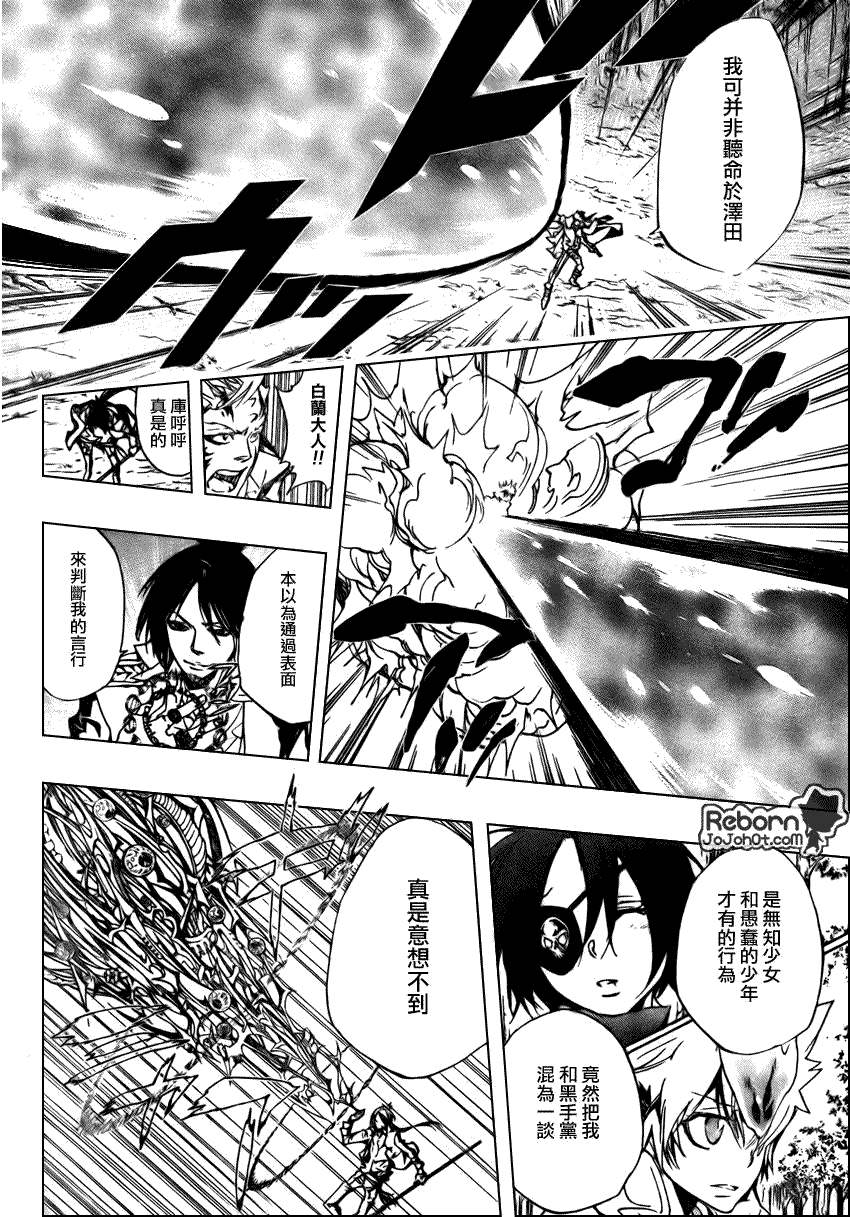 我可并非聽命於澤田
ドウッ
ゴッ
白蘭大人!!
庫呼呼
真是的
本以為通過表面
來判斷我的言行
是無知少女
和愚蠢的少年
才有的行為
竟然把我
和黑手黨
混為一談
真是意想不到
Reborn
JoJoHot.com